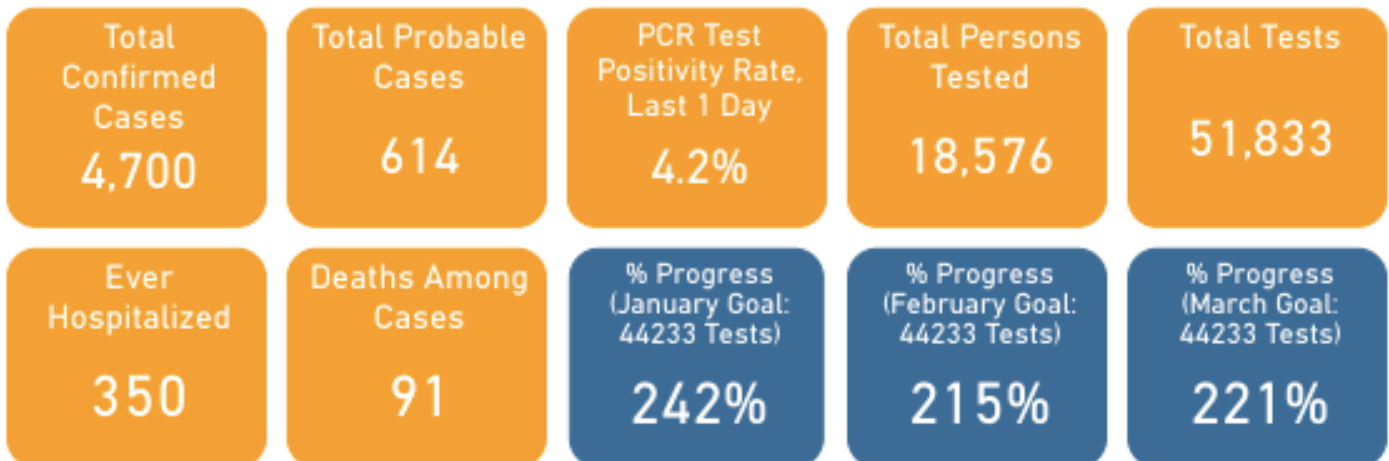 Total
Confirmed
Cases
4,700
Total Probable
Cases
614
PCR Test
Positivity Rate,
Last 1 Day
4.2%
Total Persons
Tested
18,576
Total Tests
51,833
Ever
Hospitalized
350
Deaths Among
Cases
91
% Progress
(January Goal:
44233 Tests)
242%
% Progress
(February Goal:
44233 Tests)
215%
% Progress
(March Goal:
44233 Tests)
221%